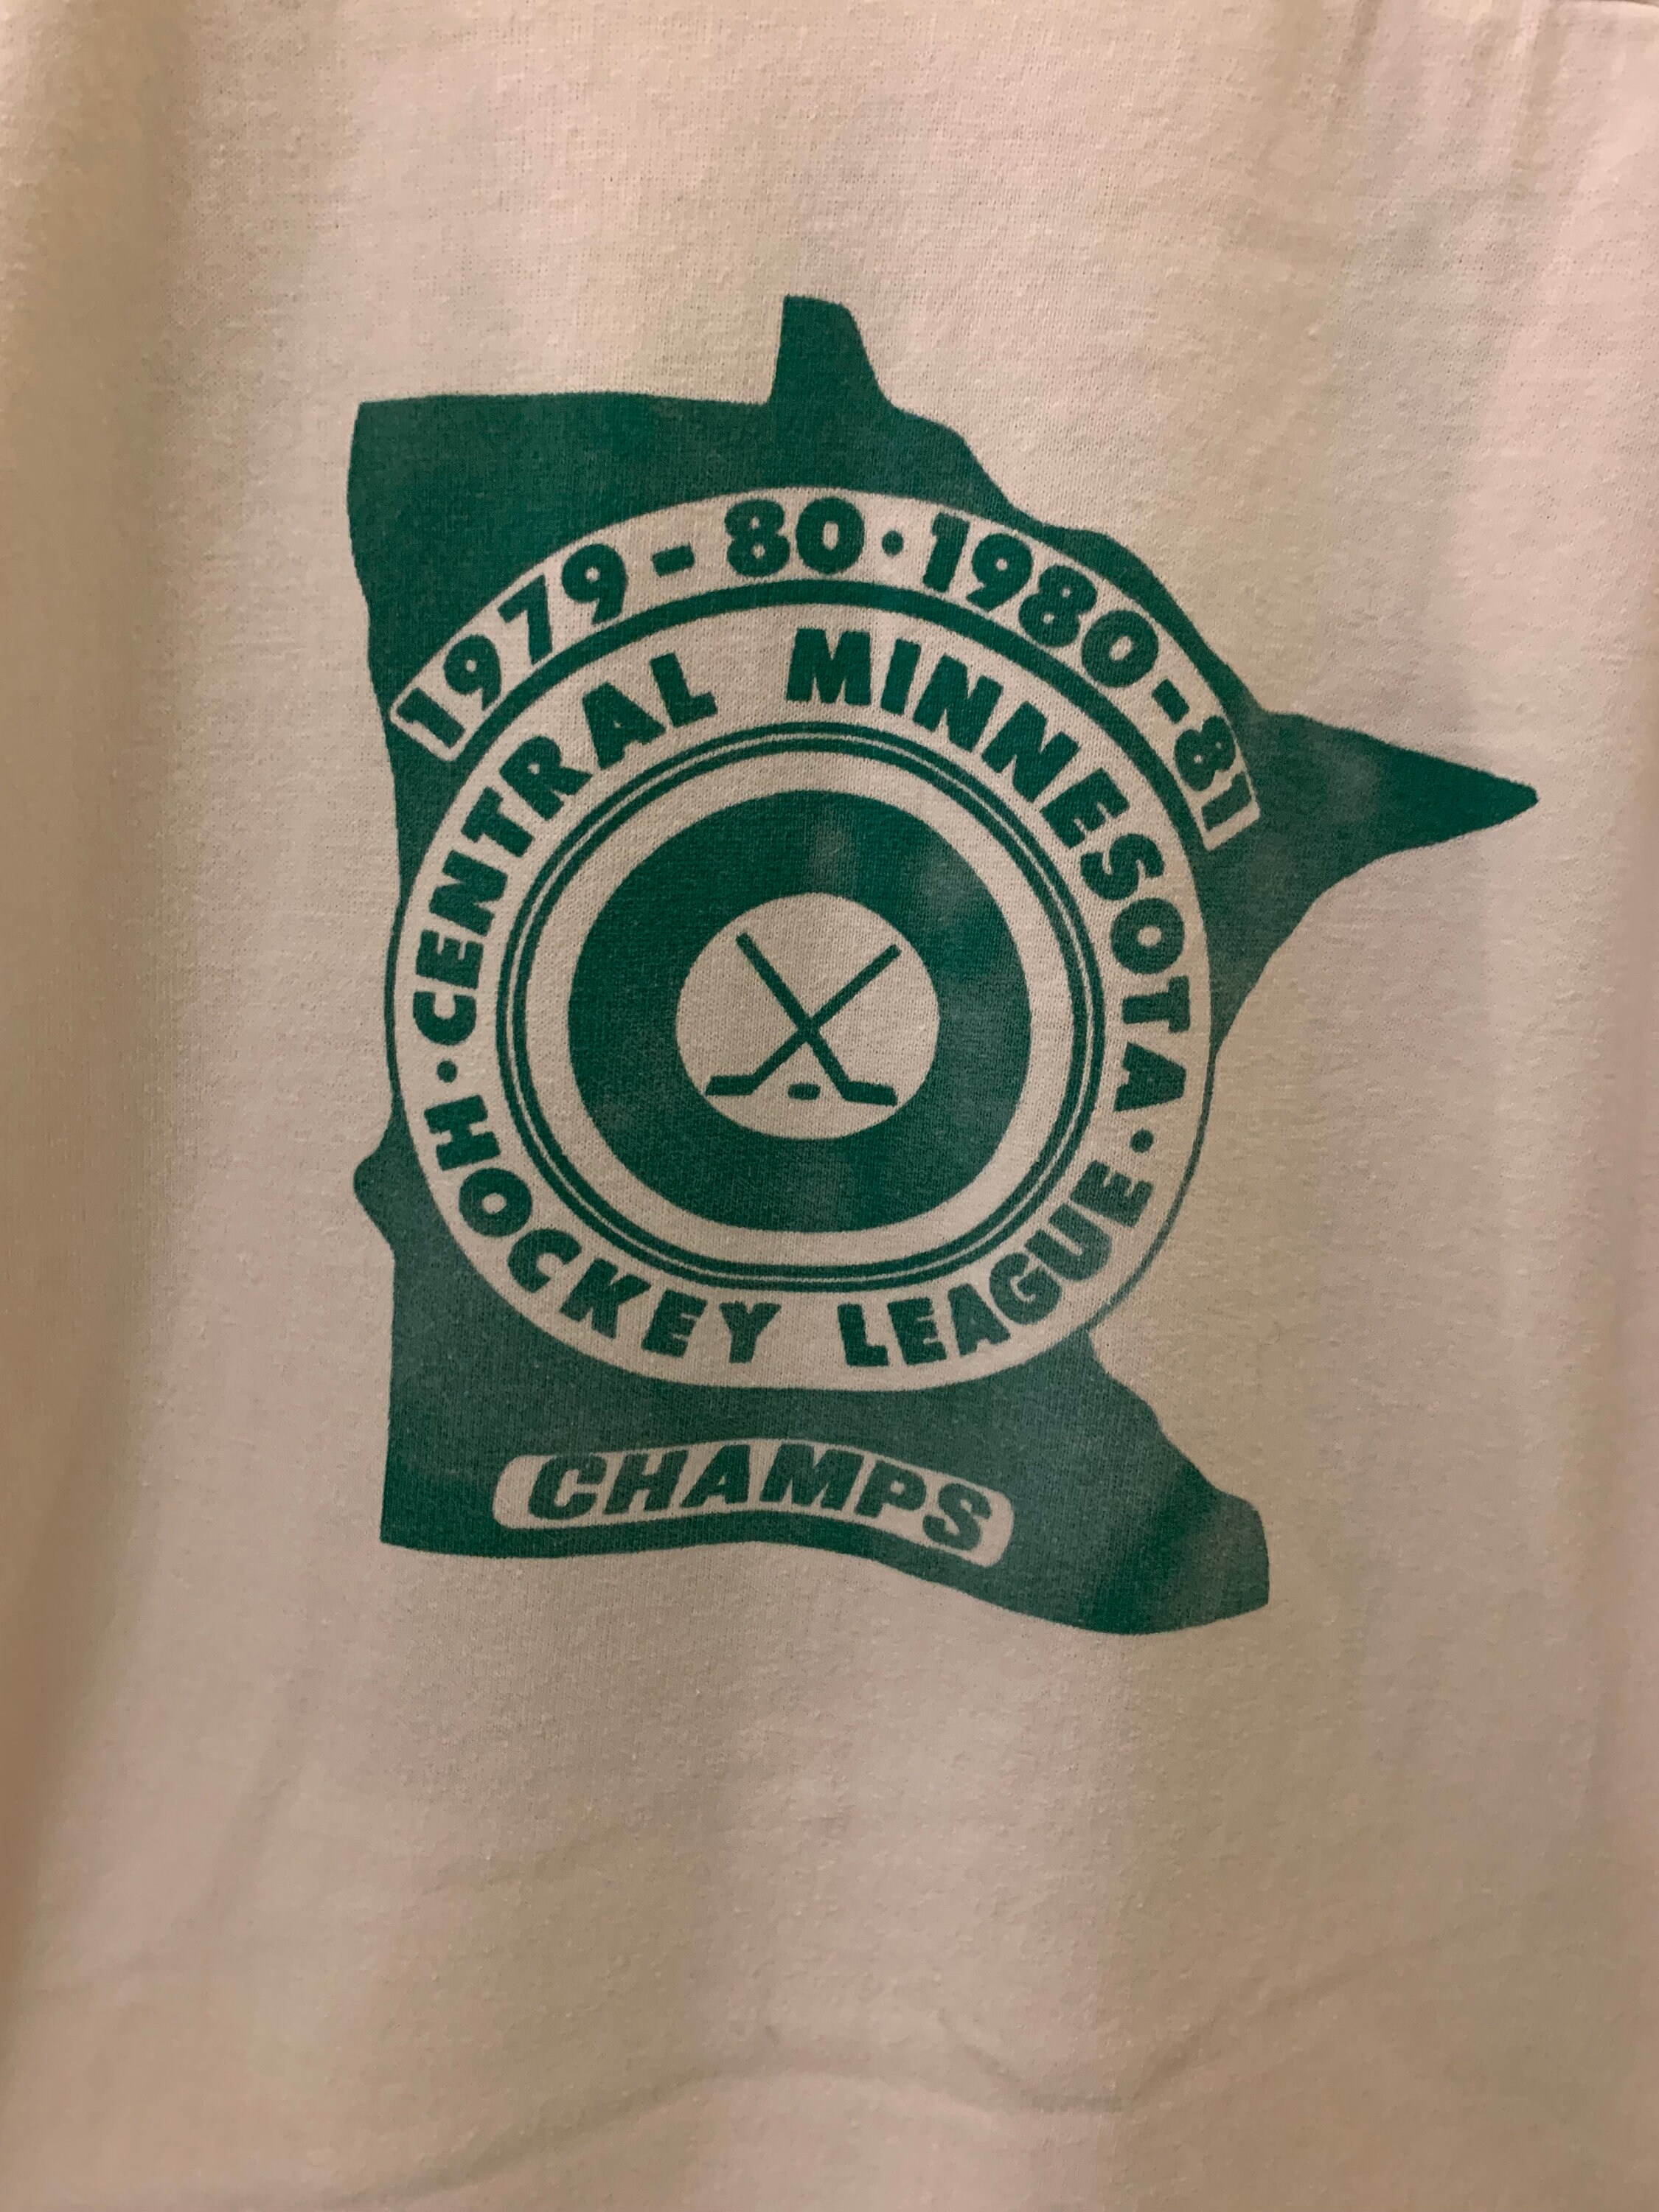 1979-80·1980-81
·CENTRAL MINNESOTA·
HOCKEY LEAGUE
CHAMPS